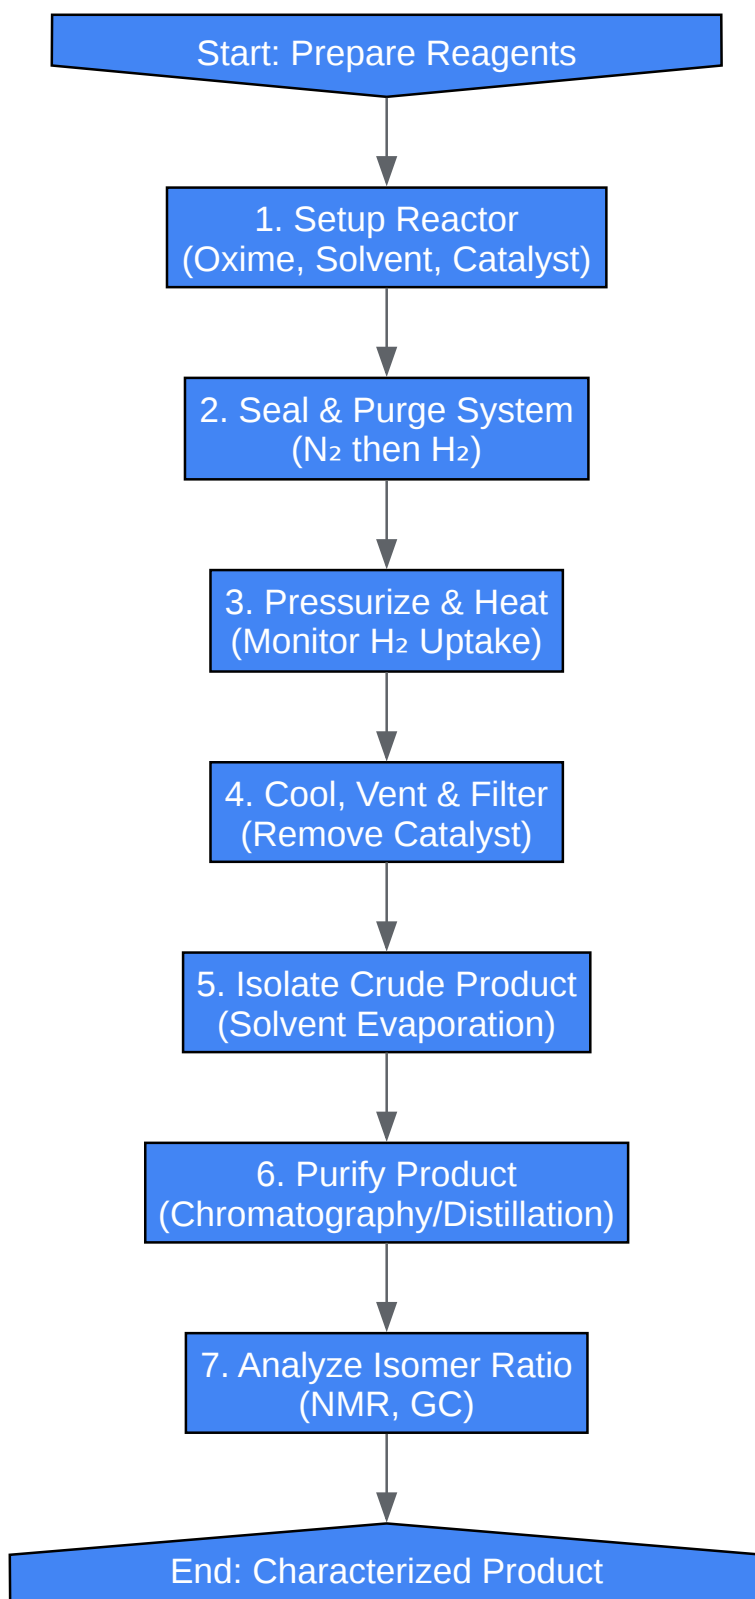 Start: Prepare Reagents
1. Setup Reactor
(Oxime, Solvent, Catalyst)
2. Seal & Purge System
(N₂ then H₂)
3. Pressurize & Heat
(Monitor H₂ Uptake)
4. Cool, Vent & Filter
(Remove Catalyst)
5. Isolate Crude Product
(Solvent Evaporation)
6. Purify Product
(Chromatography/Distillation)
7. Analyze Isomer Ratio
(NMR, GC)
End: Characterized Product